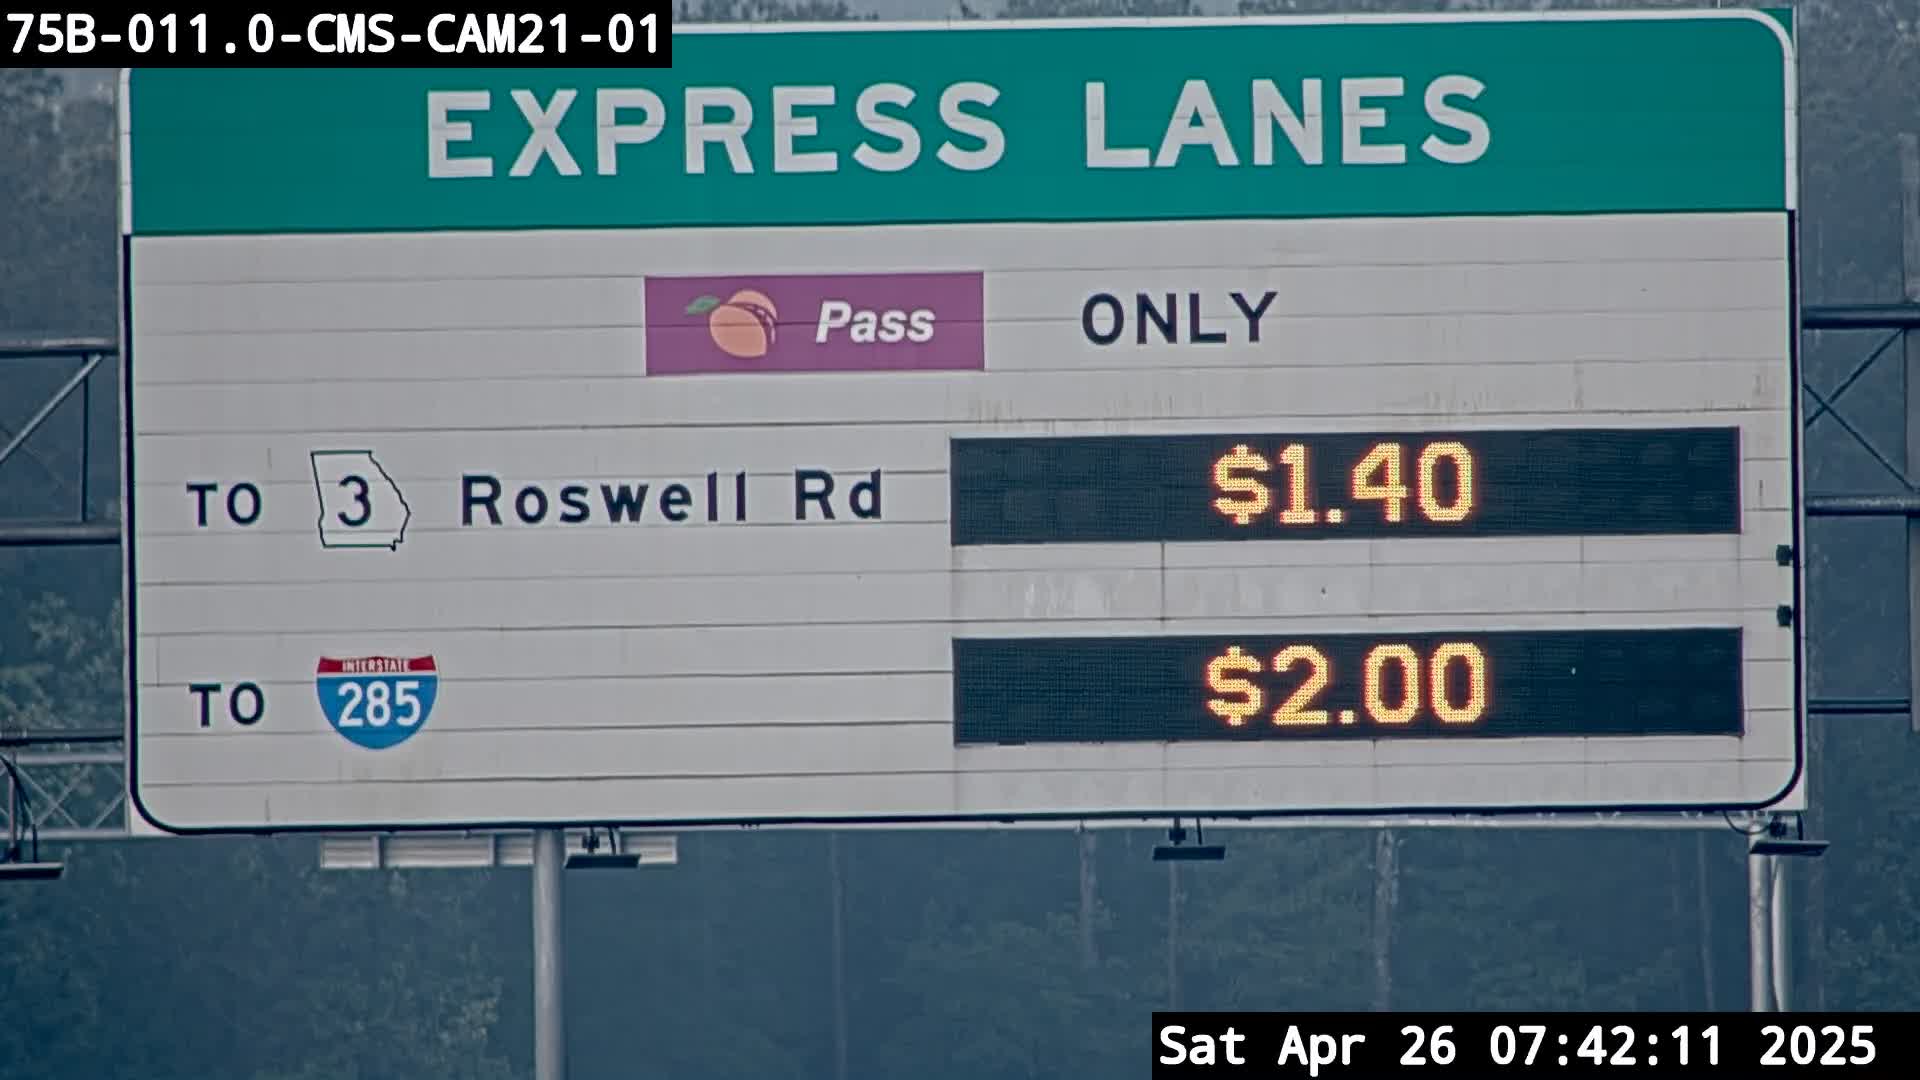 75B-011.0-CMS-CAM21-01
EXPRESS LANES
Pass ONLY
TO 3 Roswell Rd $1.40
INTERSTATE
TO 285 $2.00
Sat Apr 26 07:42:11 2025